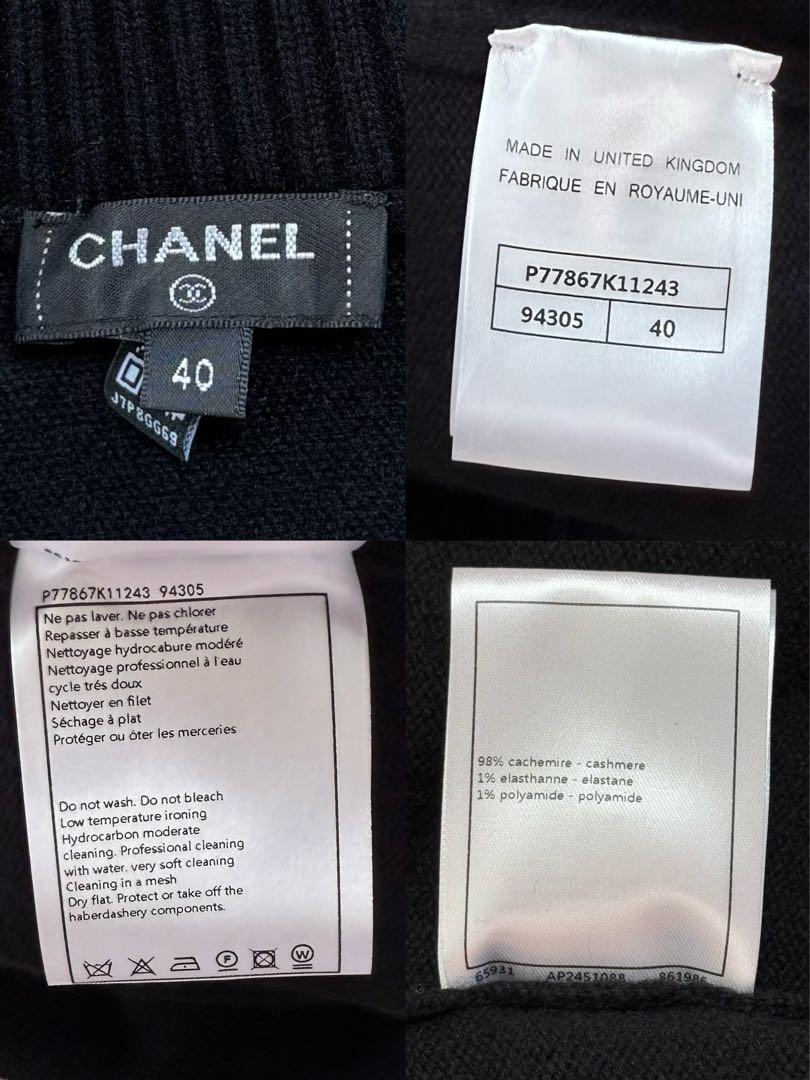 CHANEL
40
J7P8GG69
MADE IN UNITED KINGDOM
FABRIQUE EN ROYAUME-UNI
P77867K11243
94305
40
P77867K11243 94305
Ne pas laver. Ne pas chlorer
Repasser à basse température
Nettoyage hydrocabure modéré
Nettoyage professionnel à l'eau
cycle trés doux
Nettoyer en filet
Séchage à plat
Protéger ou ôter les merceries
Do not wash. Do not bleach
Low temperature ironing
Hydrocarbon moderate
cleaning. Professional cleaning
with water. very soft cleaning
Cleaning in a mesh
Dry flat. Protect or take off the
haberdashery components.
F
W
98% cachemire - cashmere
1% elasthanne - elastane
1% polyamide - polyamide
65931 AP2451088 861986